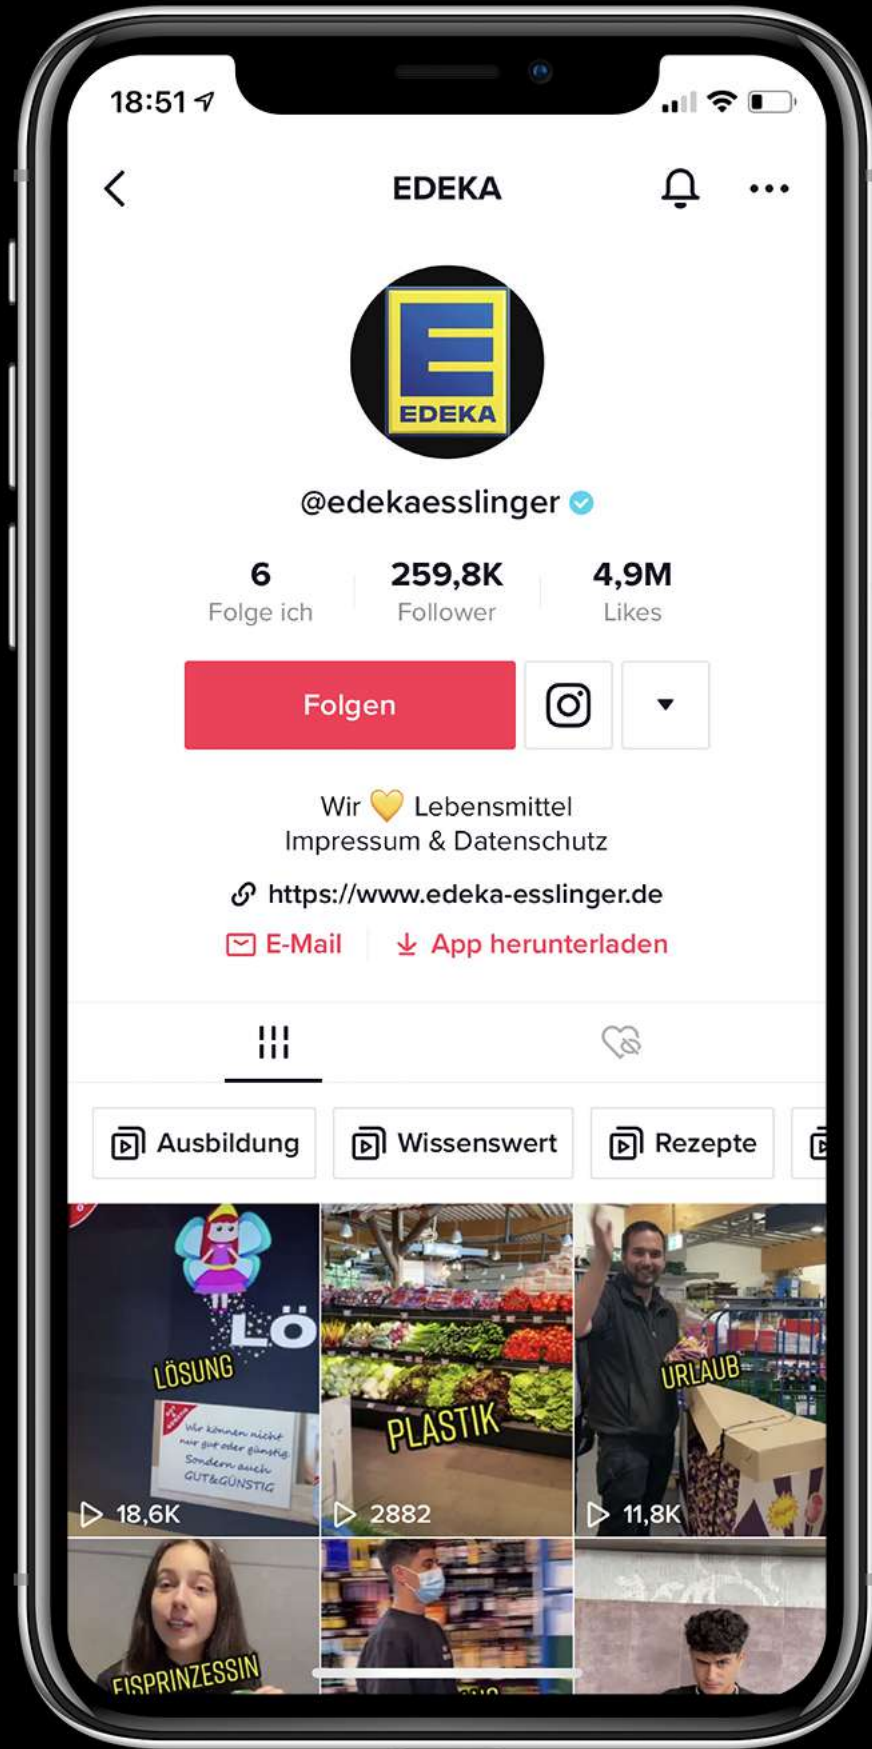 18:51
EDEKA
EDEKA
@edekaesslinger
6 259,8K 4,9M
Folge ich Follower Likes
Folgen
Wir 💛 Lebensmittel
Impressum & Datenschutz
https://www.edeka-esslinger.de
E-Mail App herunterladen
Ausbildung Wissenswert Rezepte
LÖ
LÖSUNG
GUT & GÜNSTIG
Wir können nicht
nur gut oder günstig.
Sondern auch
GUT&GÜNSTIG
18,6K
PLASTIK
2882
URLAUB
11,8K
EISPRINZESSIN